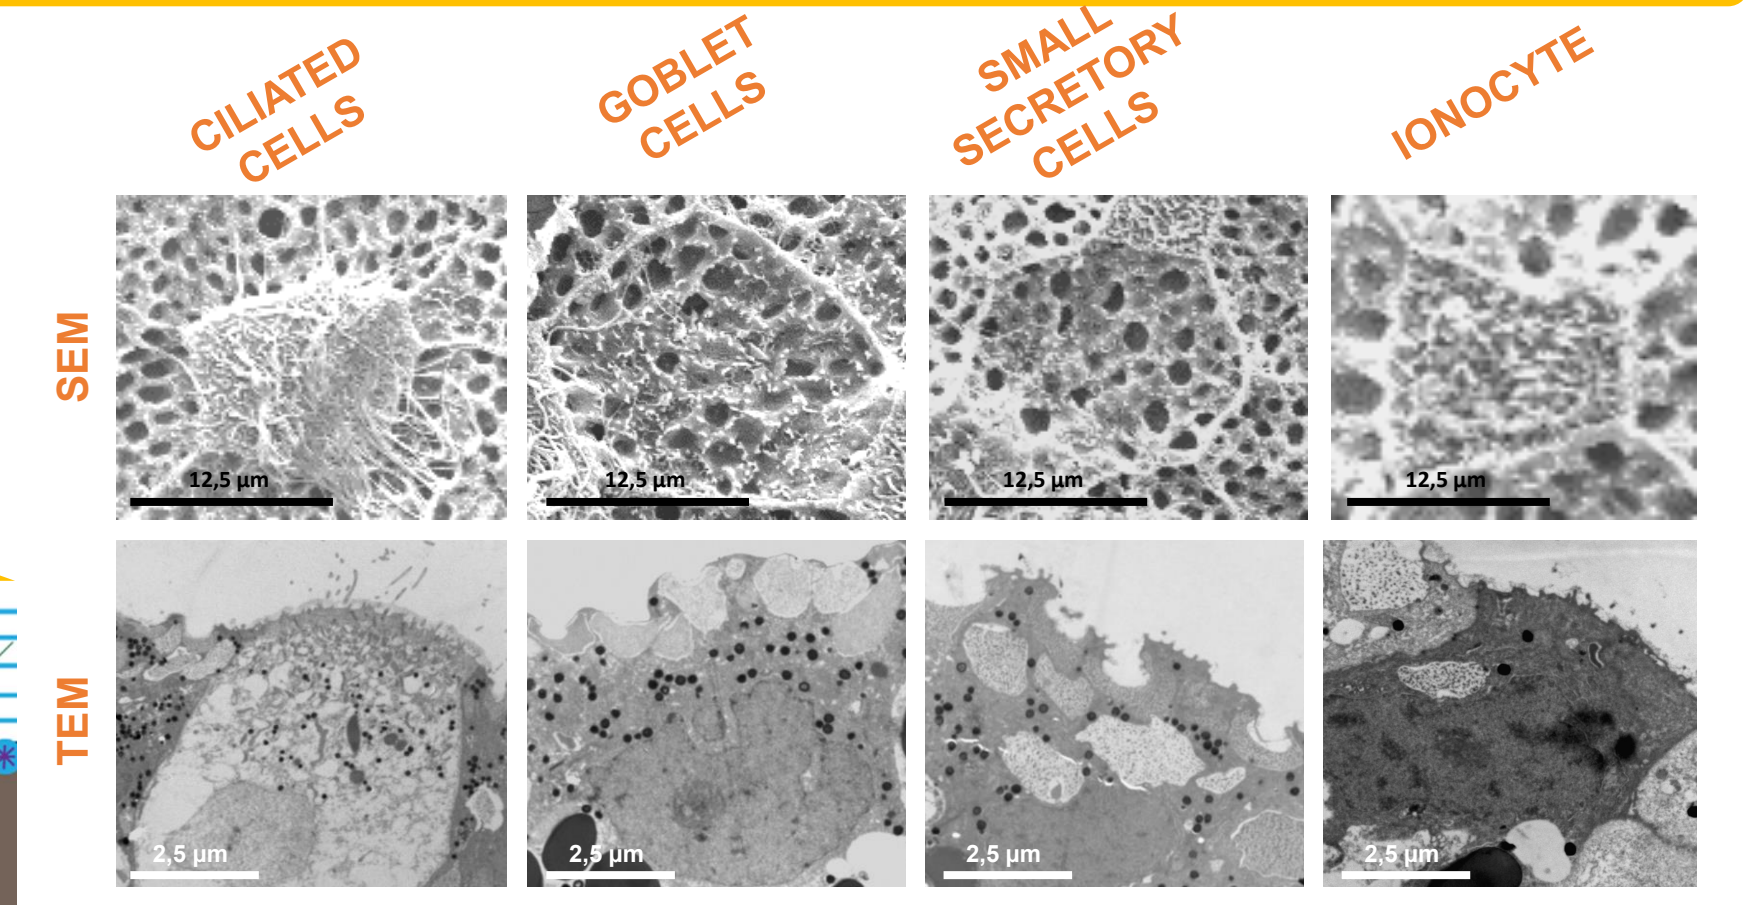 CILIATED
CELLS
GOBLET
CELLS
SMALL
SECRETORY
CELLS
IONOCYTE
SEM
12,5 µm
12,5 µm
12,5 µm
12,5 µm
TEM
2,5 µm
2,5 µm
2,5 µm
2,5 µm